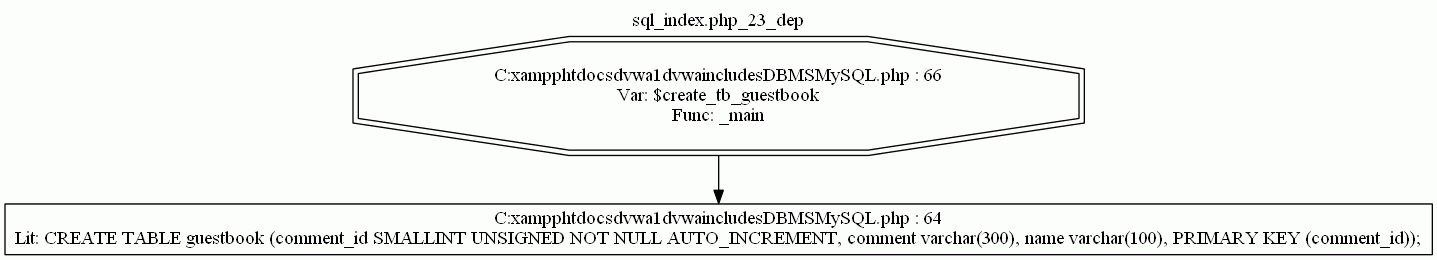 sql_index.php_23_dep
C:xampphtdocsdvwa1dvwaincludesDBMSMySQL.php : 66
Var: $create_tb_guestbook
Func: _main
C:xampphtdocsdvwa1dvwaincludesDBMSMySQL.php : 64
Lit: CREATE TABLE guestbook (comment_id SMALLINT UNSIGNED NOT NULL AUTO_INCREMENT, comment varchar(300), name varchar(100), PRIMARY KEY (comment_id));